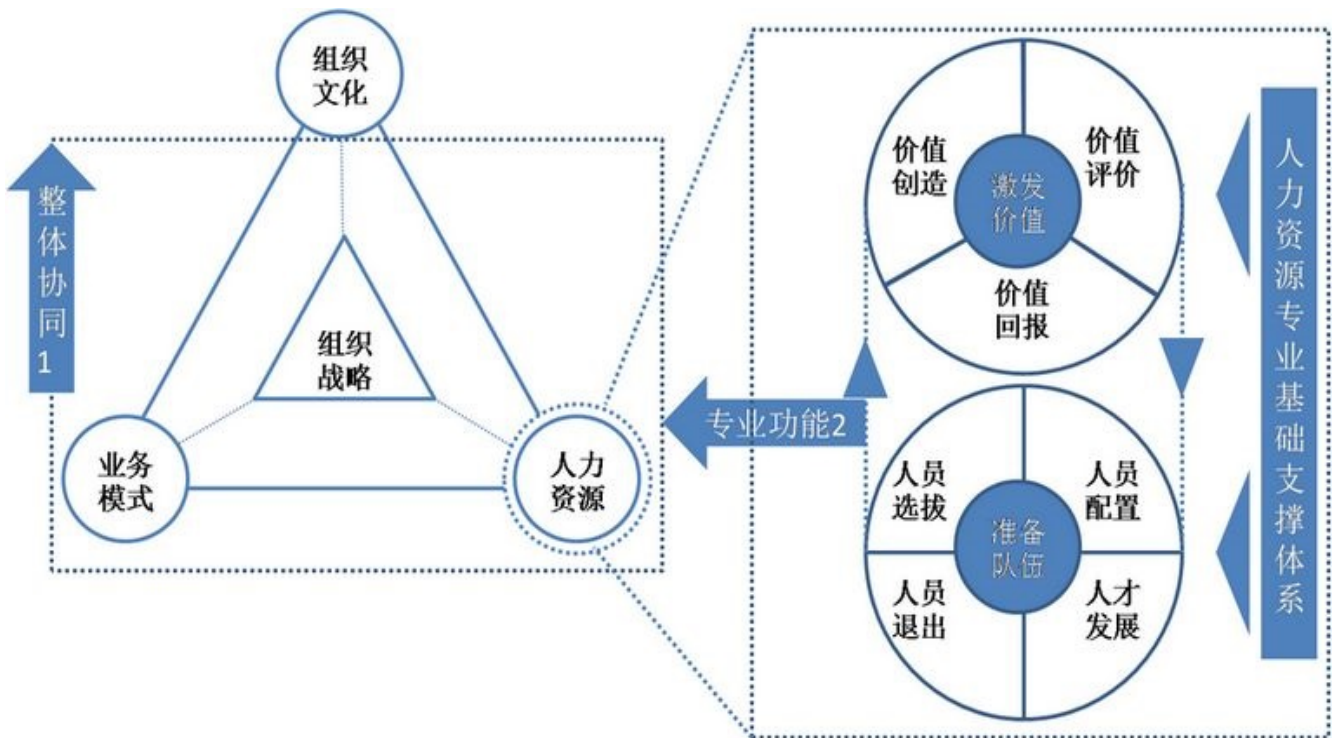 组织
文化
整体协同1
组织
战略
业务
模式
人力
资源
专业功能2
价值
创造
价值
评价
激发
价值
价值
回报
人员
选拔
人员
配置
准备
队伍
人员
退出
人才
发展
人力资源专业基础支撑体系